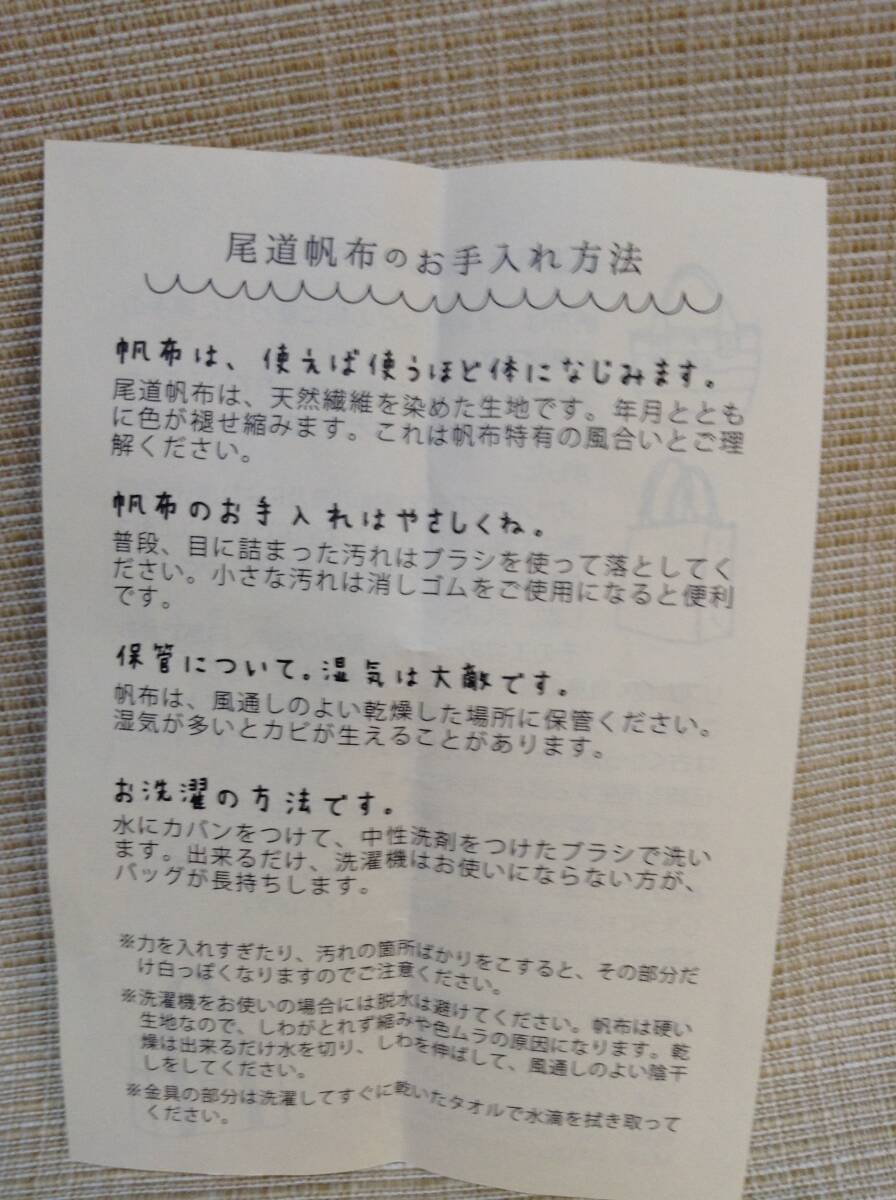 尾道帆布のお手入れ方法
帆布は、使えば使うほど体になじみます。
尾道帆布は、天然繊維を染めた生地です。年月ととも
に色が褪せ縮みます。これは帆布特有の風合いとご理
解ください。
帆布のお手入れはやさしくね。
普段、目に詰まった汚れはブラシを使って落としてく
ださい。小さな汚れは消しゴムをご使用になると便利
です。
保管について。湿気は大敵です。
帆布は、風通しのよい乾燥した場所に保管ください。
湿気が多いとカビが生えることがあります。
お洗濯の方法です。
水にカバンをつけて、中性洗剤をつけたブラシで洗い
ます。出来るだけ、洗濯機はお使いにならない方が、
バッグが長持ちします。
※力を入れすぎたり、汚れの箇所ばかりをこすると、その部分だ
け白っぽくなりますのでご注意ください。
※洗濯機をお使いの場合には脱水は避けてください。帆布は硬い
生地なので、しわがとれず縮みや色ムラの原因になります。乾
燥は出来るだけ水を切り、しわを伸ばして、風通しのよい陰干
しをしてください。
※金具の部分は洗濯してすぐに乾いたタオルで水滴を拭き取って
ください。